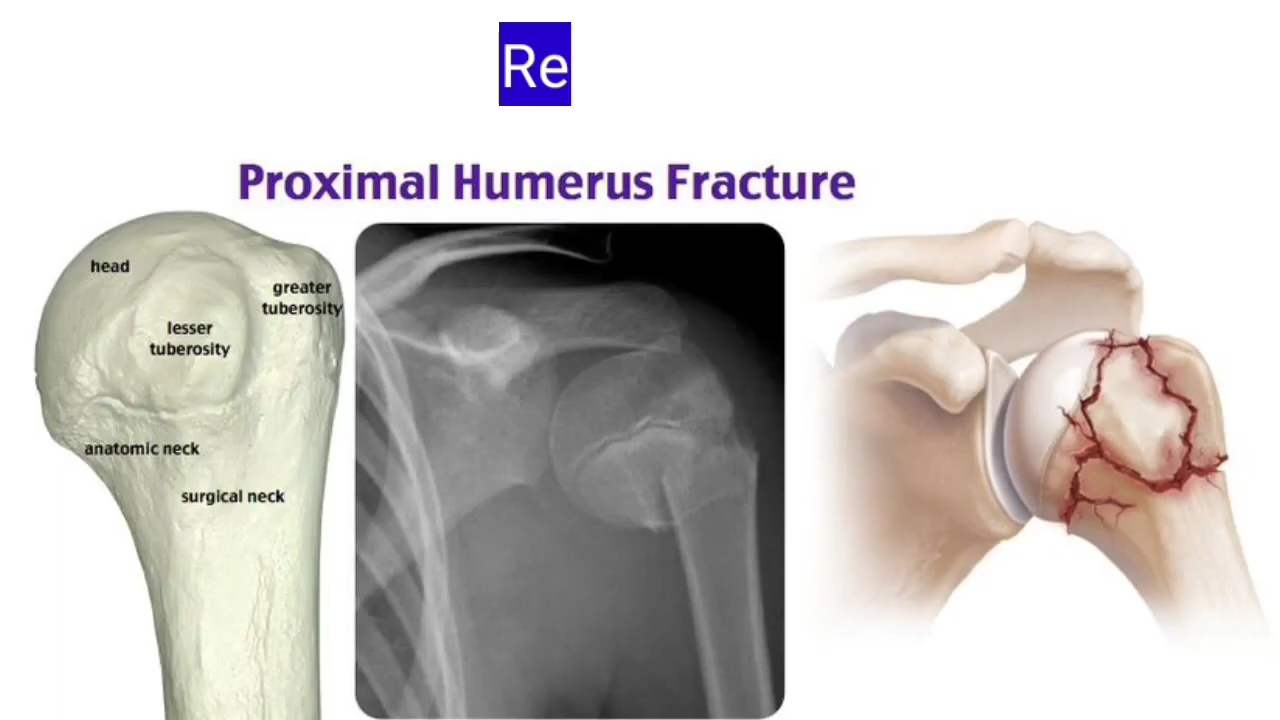 Re
Proximal Humerus Fracture
head
greater
tuberosity
lesser
tuberosity
anatomic neck
surgical neck